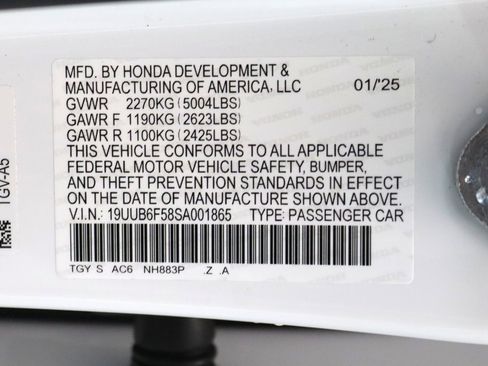 MFD. BY HONDA DEVELOPMENT &
MANUFACTURING OF AMERICA, LLC 01/'25
GVWR 2270KG (5004LBS)
GAWR F 1190KG (2623LBS)
GAWR R 1100KG (2425LBS)
THIS VEHICLE CONFORMS TO ALL APPLICABLE
FEDERAL MOTOR VEHICLE SAFETY, BUMPER,
AND THEFT PREVENTION STANDARDS IN EFFECT
ON THE DATE OF MANUFACTURE SHOWN ABOVE.
V.I.N.: 19UUB6F58SA001865 TYPE: PASSENGER CAR
TGY S AC6 NH883P .Z .A
TGV-A5